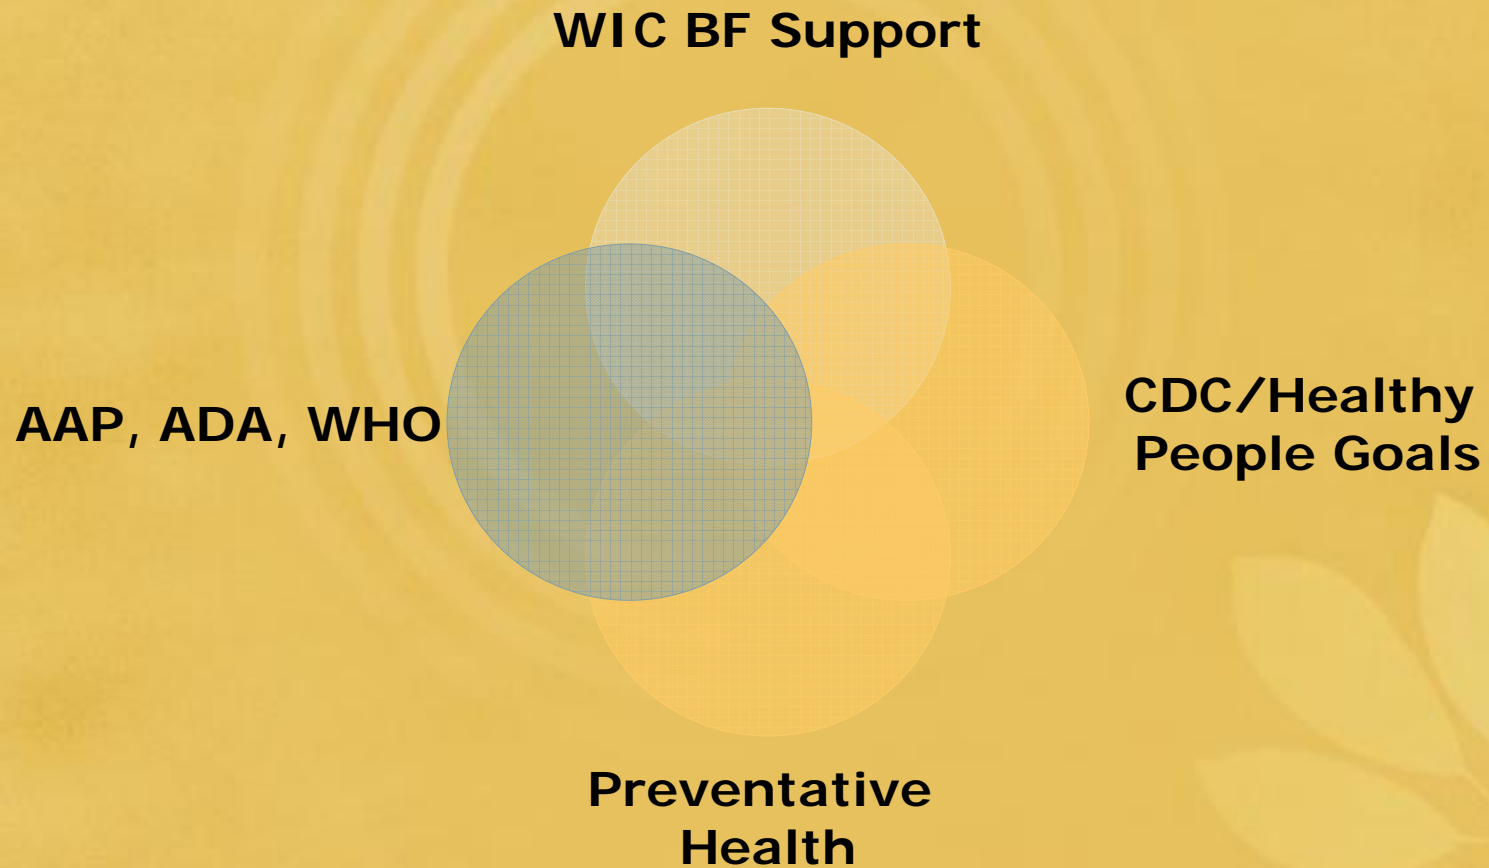 WIC BF Support
AAP, ADA, WHO
CDC/Healthy
People Goals
Preventative
Health